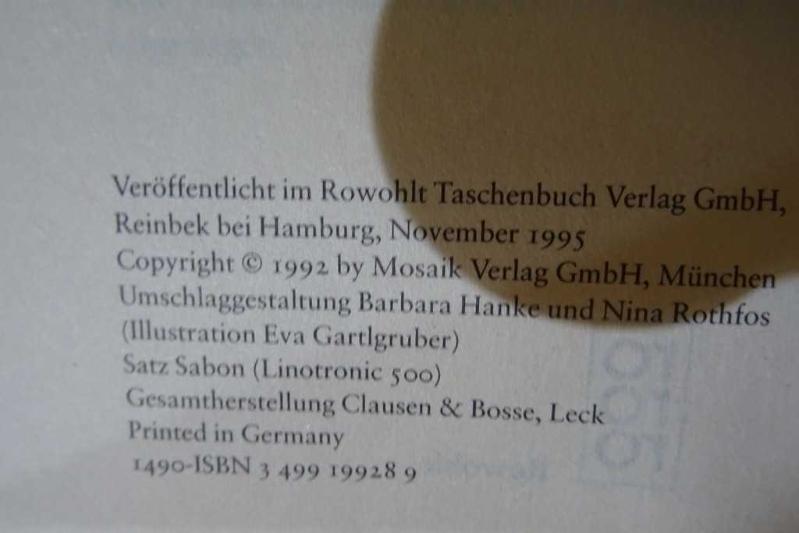 Veröffentlicht im Rowohlt Taschenbuch Verlag GmbH,
Reinbek bei Hamburg, November 1995
Copyright © 1992 by Mosaik Verlag GmbH, München
Umschlaggestaltung Barbara Hanke und Nina Rothfos
(Illustration Eva Gartlgruber)
Satz Sabon (Linotronic 500)
Gesamtherstellung Clausen & Bosse, Leck
Printed in Germany
1490-ISBN 3 499 19928 9